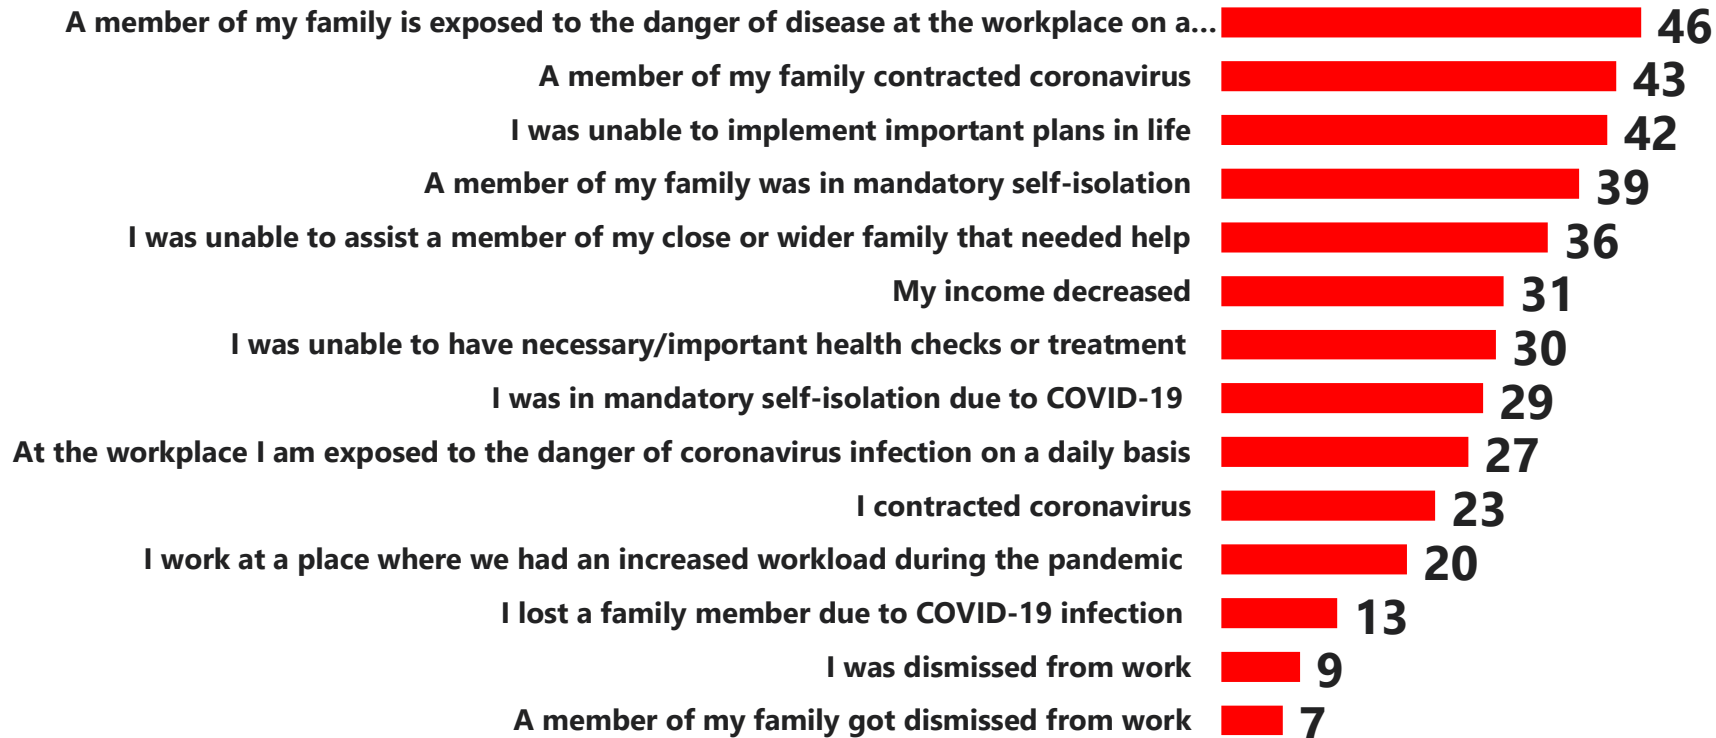 A member of my family is exposed to the danger of disease at the workplace on a... 46
A member of my family contracted coronavirus 43
I was unable to implement important plans in life 42
A member of my family was in mandatory self-isolation 39
I was unable to assist a member of my close or wider family that needed help 36
My income decreased 31
I was unable to have necessary/important health checks or treatment 30
I was in mandatory self-isolation due to COVID-19 29
At the workplace I am exposed to the danger of coronavirus infection on a daily basis 27
I contracted coronavirus 23
I work at a place where we had an increased workload during the pandemic 20
I lost a family member due to COVID-19 infection 13
I was dismissed from work 9
A member of my family got dismissed from work 7